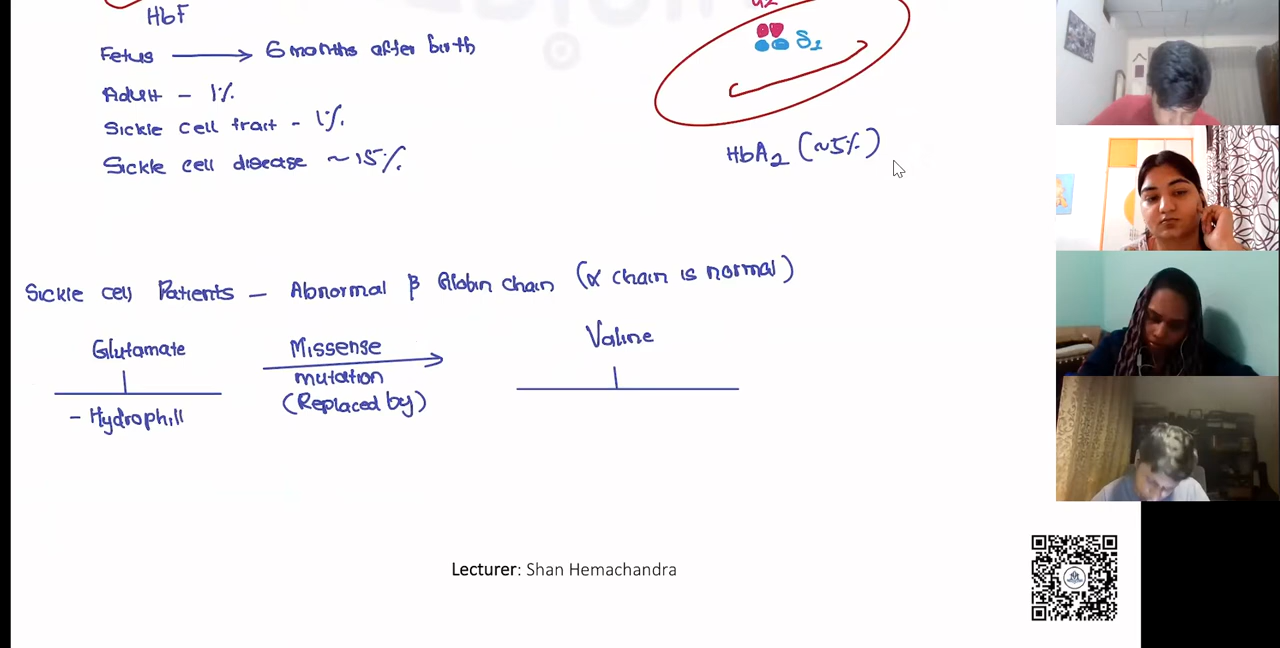 HbF
α2
Fetus → 6 months after birth
δ2
Adult - 1%
Sickle cell trait - 1%
HbA2 (~5%)
Sickle cell disease ~15%
Sickle cell Patients - Abnormal β Globin chain (α chain is normal)
Glutamate
Missense
Valine
mutation
(Replaced by)
- Hydrophill
Lecturer: Shan Hemachandra